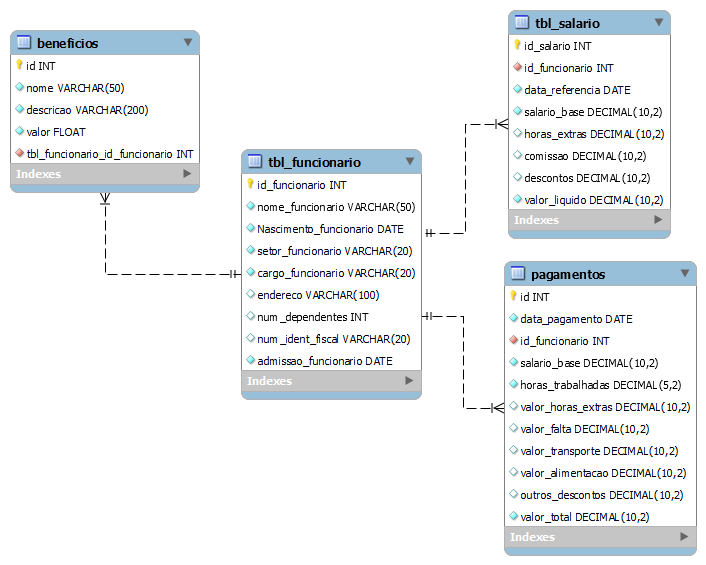 beneficios
id INT
nome VARCHAR(50)
descricao VARCHAR(200)
valor FLOAT
tbl_funcionario_id_funcionario INT
Indexes
tbl_funcionario
id_funcionario INT
nome_funcionario VARCHAR(50)
Nascimento_funcionario DATE
setor_funcionario VARCHAR(20)
cargo_funcionario VARCHAR(20)
endereco VARCHAR(100)
num_dependentes INT
num_ident_fiscal VARCHAR(20)
admissao_funcionario DATE
Indexes
tbl_salario
id_salario INT
id_funcionario INT
data_referencia DATE
salario_base DECIMAL(10,2)
horas_extras DECIMAL(10,2)
comissao DECIMAL(10,2)
descontos DECIMAL(10,2)
valor_liquido DECIMAL(10,2)
Indexes
pagamentos
id INT
data_pagamento DATE
id_funcionario INT
salario_base DECIMAL(10,2)
horas_trabalhadas DECIMAL(5,2)
valor_horas_extras DECIMAL(10,2)
valor_falta DECIMAL(10,2)
valor_transporte DECIMAL(10,2)
valor_alimentacao DECIMAL(10,2)
outros_descontos DECIMAL(10,2)
valor_total DECIMAL(10,2)
Indexes